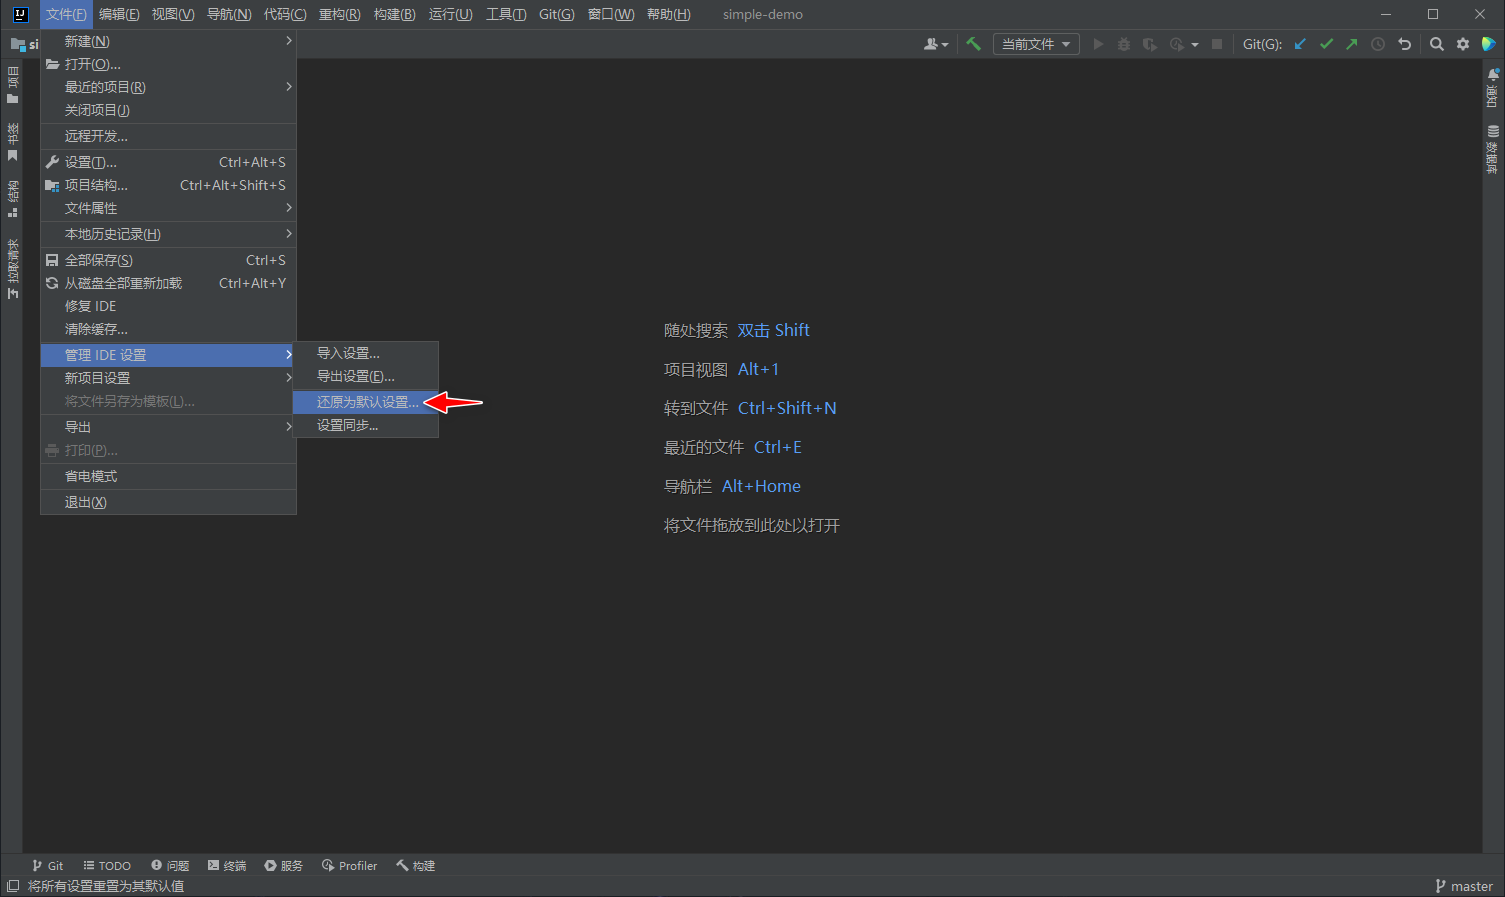 IJ 文件(F) 编辑(E) 视图(V) 导航(N) 代码(C) 重构(R) 构建(B) 运行(U) 工具(T) Git(G) 窗口(W) 帮助(H) simple-demo
si 当前文件 Git(G):
新建(N)
打开(O)...
最近的项目(R)
关闭项目(J)
远程开发...
设置(T)... Ctrl+Alt+S
项目结构... Ctrl+Alt+Shift+S
文件属性
本地历史记录(H)
全部保存(S) Ctrl+S
从磁盘全部重新加载 Ctrl+Alt+Y
修复 IDE
清除缓存...
管理 IDE 设置
新项目设置
将文件另存为模板(L)...
导出
打印(P)...
省电模式
退出(X)
导入设置...
导出设置(E)...
还原为默认设置...
设置同步...
项目
书签
结构
拉取请求
随处搜索 双击 Shift
项目视图 Alt+1
转到文件 Ctrl+Shift+N
最近的文件 Ctrl+E
导航栏 Alt+Home
将文件拖放到此处以打开
通知
数据库
Git TODO 问题 终端 服务 Profiler 构建
将所有设置重置为其默认值 master